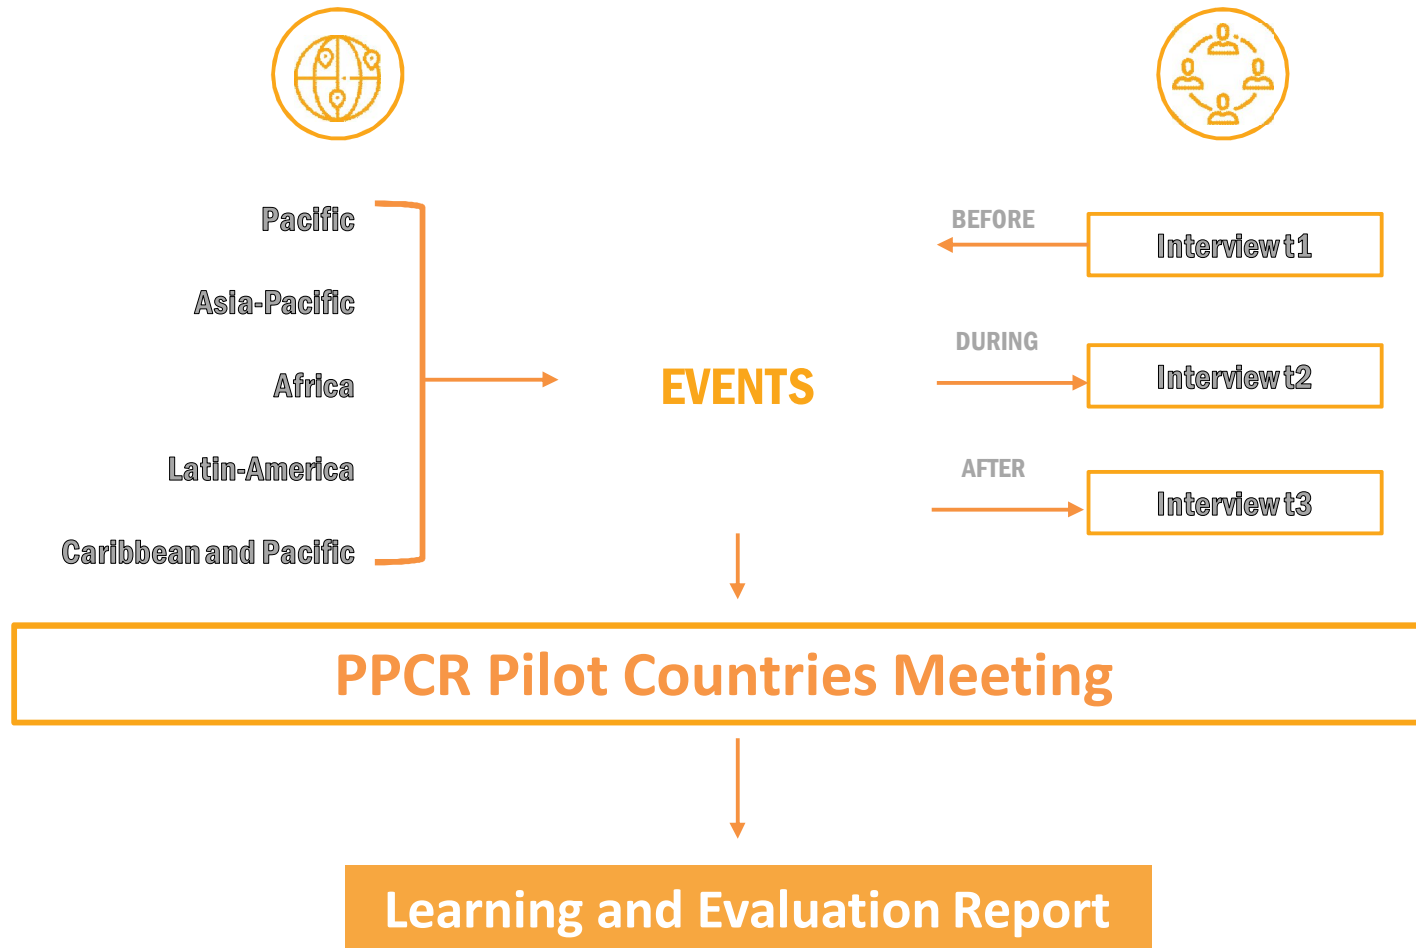 Pacific
Asia-Pacific
Africa
Latin-America
Caribbean and Pacific
EVENTS
BEFORE
Interview t1
DURING
Interview t2
AFTER
Interview t3
PPCR Pilot Countries Meeting
Learning and Evaluation Report